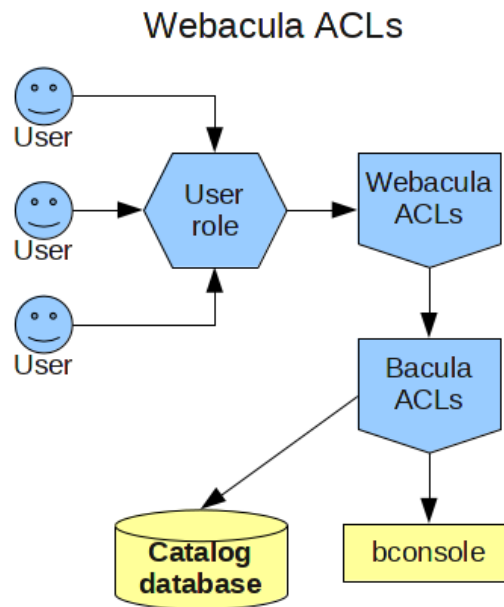 Webacula ACLs
User
User
User
User
role
Webacula
ACLs
Bacula
ACLs
Catalog
database
bconsole